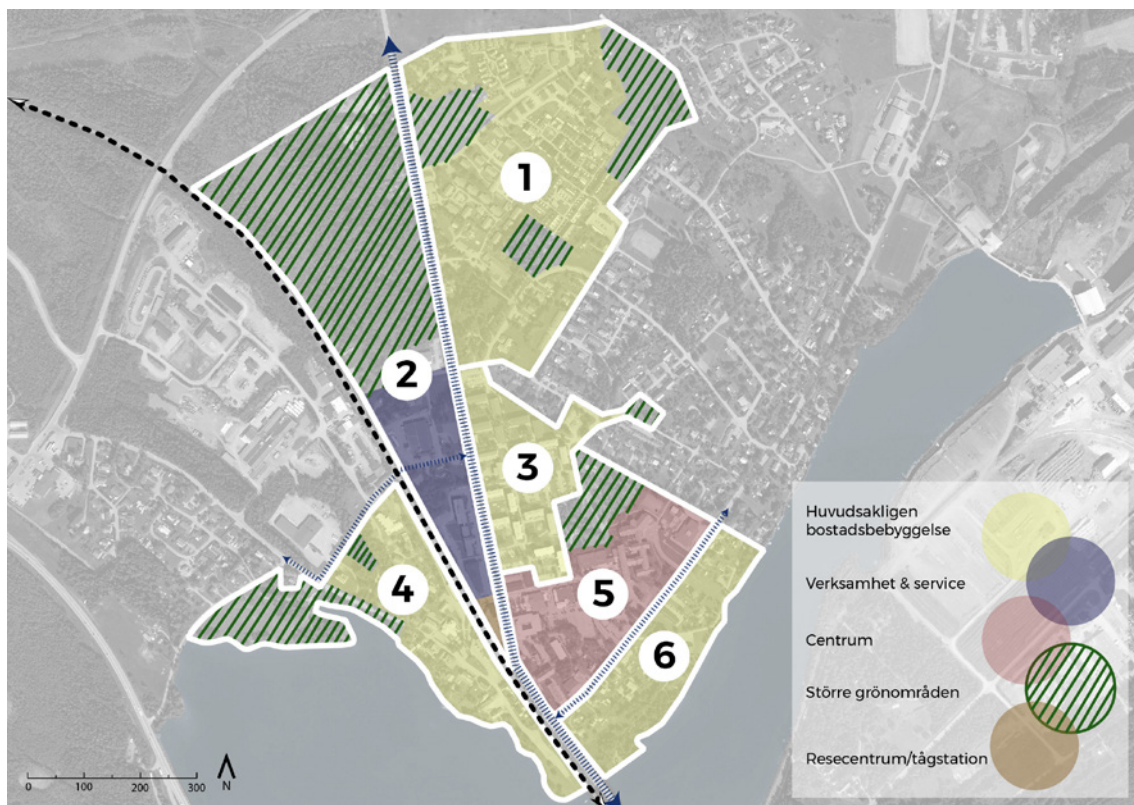 1
2
3
4
5
6
Huvudsakligen
bostadsbebyggelse
Verksamhet & service
Centrum
Större grönområden
Resecentrum/tågstation
N
0 100 200 300